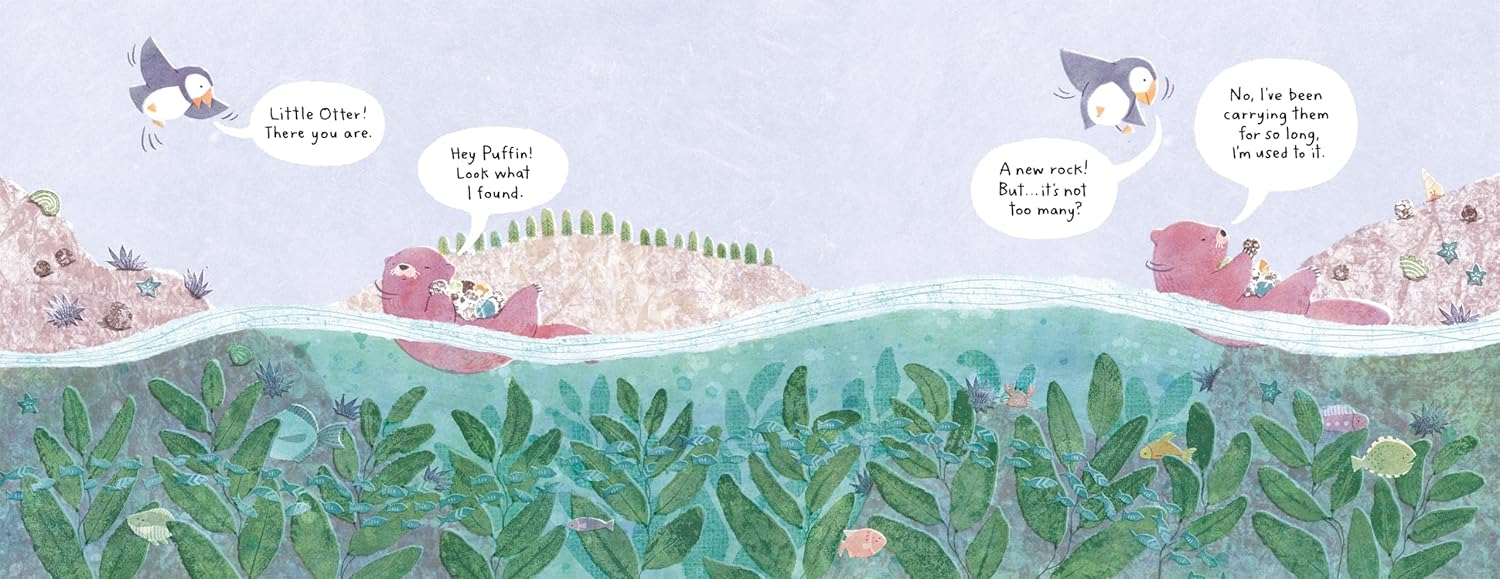 Little Otter!
There you are.
Hey Puffin!
Look what
I found.
A new rock!
But...it's not
too many?
No, I've been
carrying them
for so long,
I'm used to it.